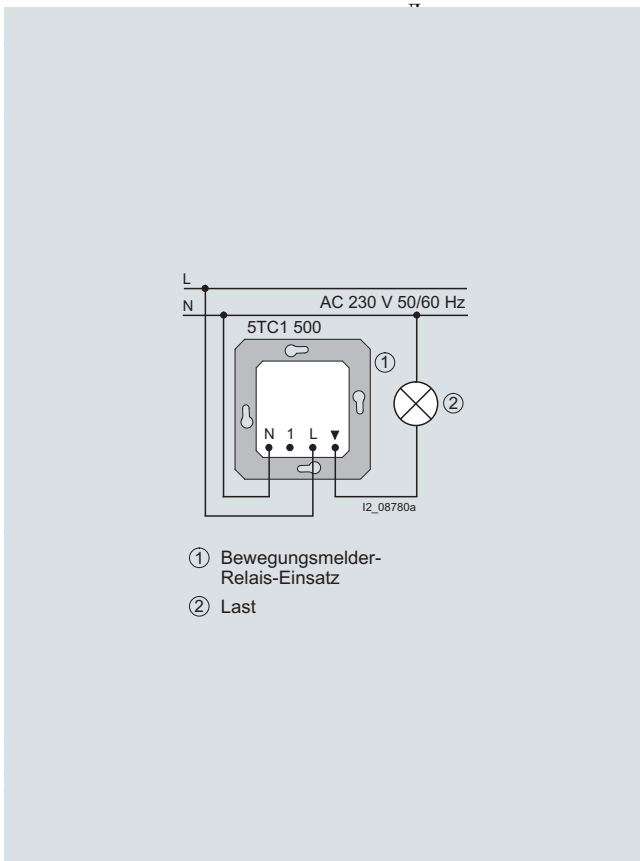 L
N
AC 230 V 50/60 Hz
5TC1 500
①
②
N 1 L ▼
I2_08780a
① Bewegungsmelder-
Relais-Einsatz
② Last